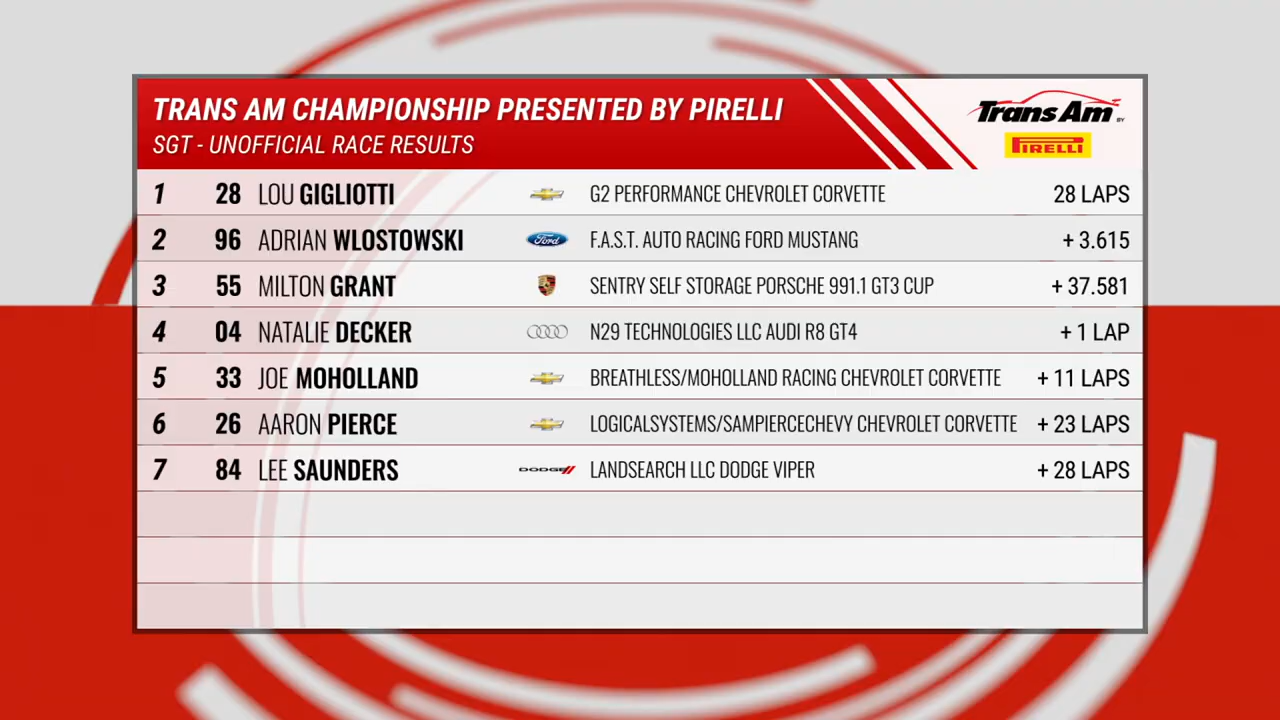 TRANS AM CHAMPIONSHIP PRESENTED BY PIRELLI
SGT - UNOFFICIAL RACE RESULTS
Trans Am BY
PIRELLI
1 28 LOU GIGLIOTTI G2 PERFORMANCE CHEVROLET CORVETTE 28 LAPS
2 96 ADRIAN WLOSTOWSKI Ford F.A.S.T. AUTO RACING FORD MUSTANG + 3.615
3 55 MILTON GRANT SENTRY SELF STORAGE PORSCHE 991.1 GT3 CUP + 37.581
4 04 NATALIE DECKER N29 TECHNOLOGIES LLC AUDI R8 GT4 + 1 LAP
5 33 JOE MOHOLLAND BREATHLESS/MOHOLLAND RACING CHEVROLET CORVETTE + 11 LAPS
6 26 AARON PIERCE LOGICALSYSTEMS/SAMPIERCECHEVY CHEVROLET CORVETTE + 23 LAPS
7 84 LEE SAUNDERS DODGE LANDSEARCH LLC DODGE VIPER + 28 LAPS